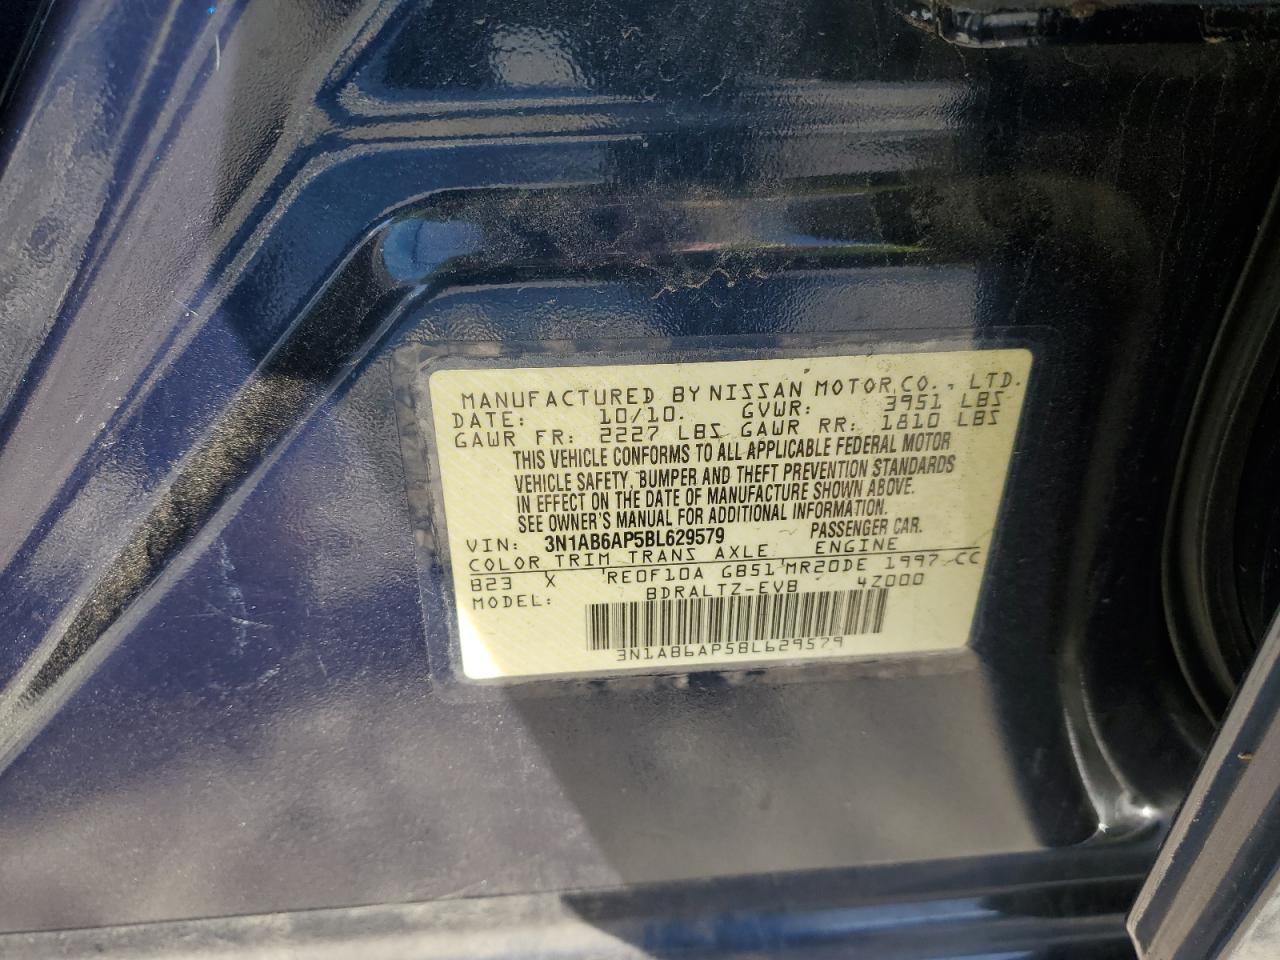 MANUFACTURED BY NISSAN MOTOR CO., LTD.
DATE: 10/10. GVWR: 3951 LBS
GAWR FR: 2227 LBS GAWR RR: 1810 LBS
THIS VEHICLE CONFORMS TO ALL APPLICABLE FEDERAL MOTOR
VEHICLE SAFETY, BUMPER AND THEFT PREVENTION STANDARDS
IN EFFECT ON THE DATE OF MANUFACTURE SHOWN ABOVE.
SEE OWNER'S MANUAL FOR ADDITIONAL INFORMATION.
VIN: 3N1AB6AP5BL629579 PASSENGER CAR.
COLOR TRIM TRANS AXLE ENGINE
B23 X RE0F10A GB51 MR20DE 1997 CC
MODEL: BDRALTZ-EVB 4Z000
3N1AB6AP5BL629579